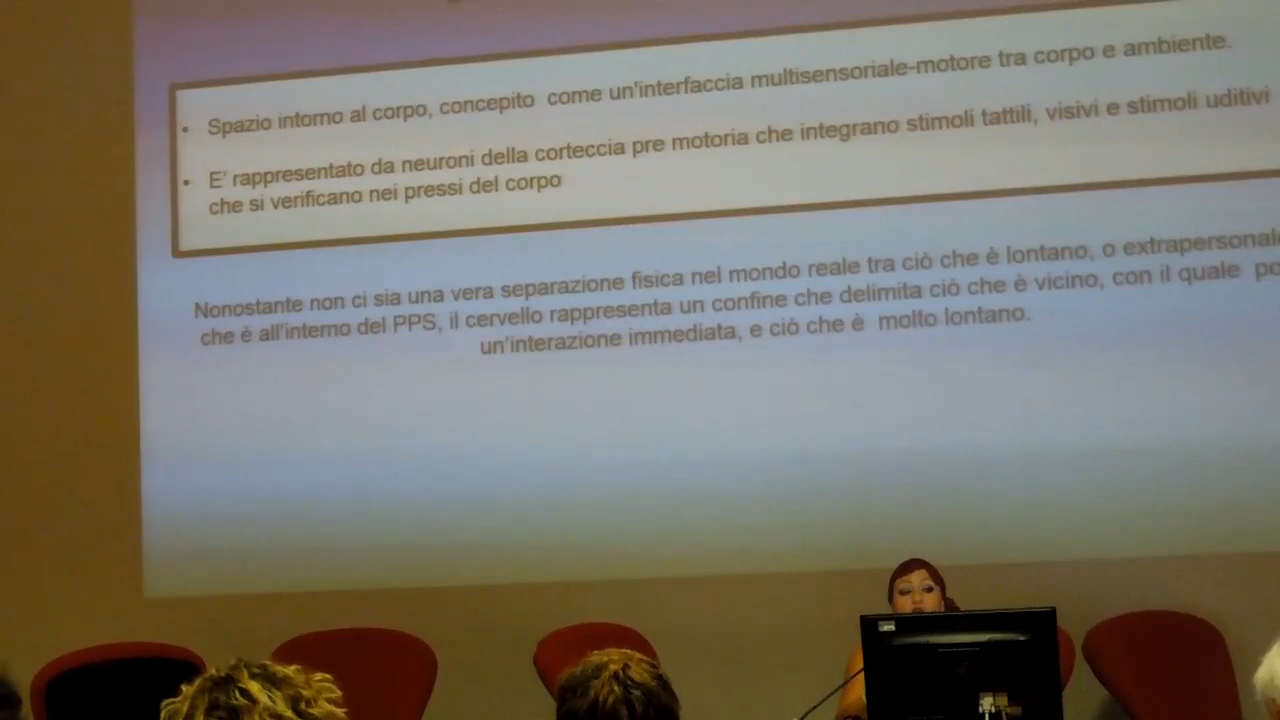 • Spazio intorno al corpo, concepito come un'interfaccia multisensoriale-motore tra corpo e ambiente.
• E' rappresentato da neuroni della corteccia pre motoria che integrano stimoli tattili, visivi e stimoli uditivi
che si verificano nei pressi del corpo
Nonostante non ci sia una vera separazione fisica nel mondo reale tra ciò che è lontano, o extrapersonale
che è all'interno del PPS, il cervello rappresenta un confine che delimita ciò che è vicino, con il quale po
un'interazione immediata, e ciò che è molto lontano.